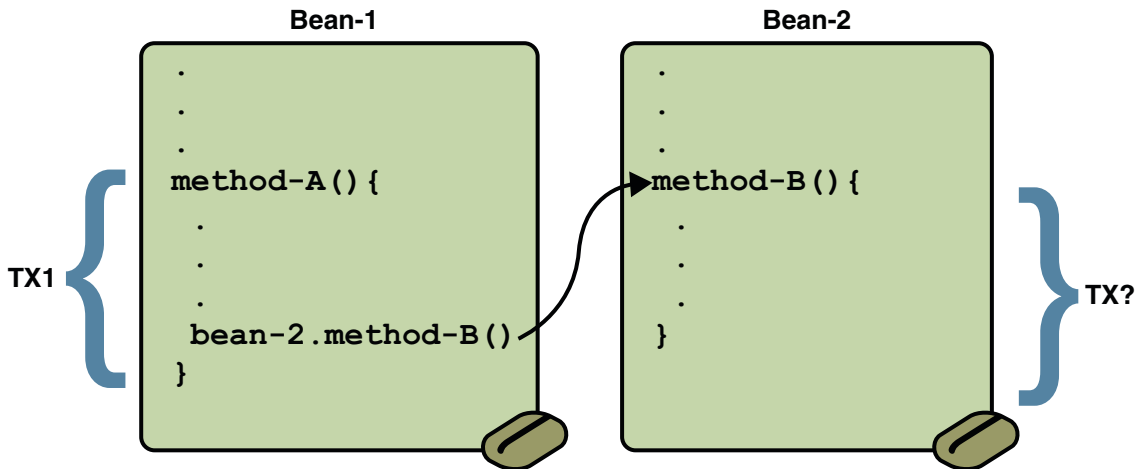 Bean-1
.
.
.
method-A(){
.
.
.
bean-2.method-B()
}
TX1
Bean-2
.
.
.
method-B(){
.
.
.
}
TX?